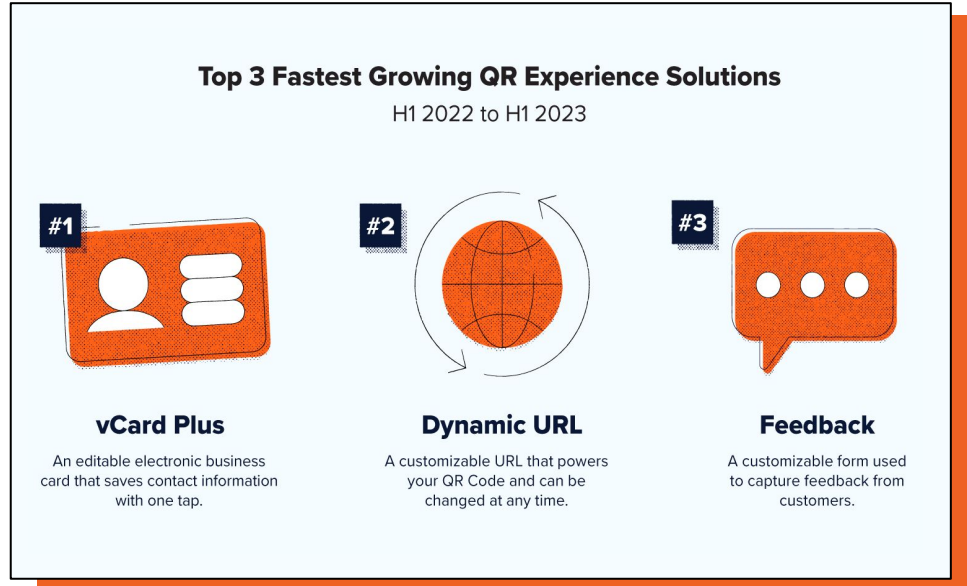 Top 3 Fastest Growing QR Experience Solutions
H1 2022 to H1 2023
#1
vCard Plus
An editable electronic business
card that saves contact information
with one tap.
#2
Dynamic URL
A customizable URL that powers
your QR Code and can be
changed at any time.
#3
Feedback
A customizable form used
to capture feedback from
customers.